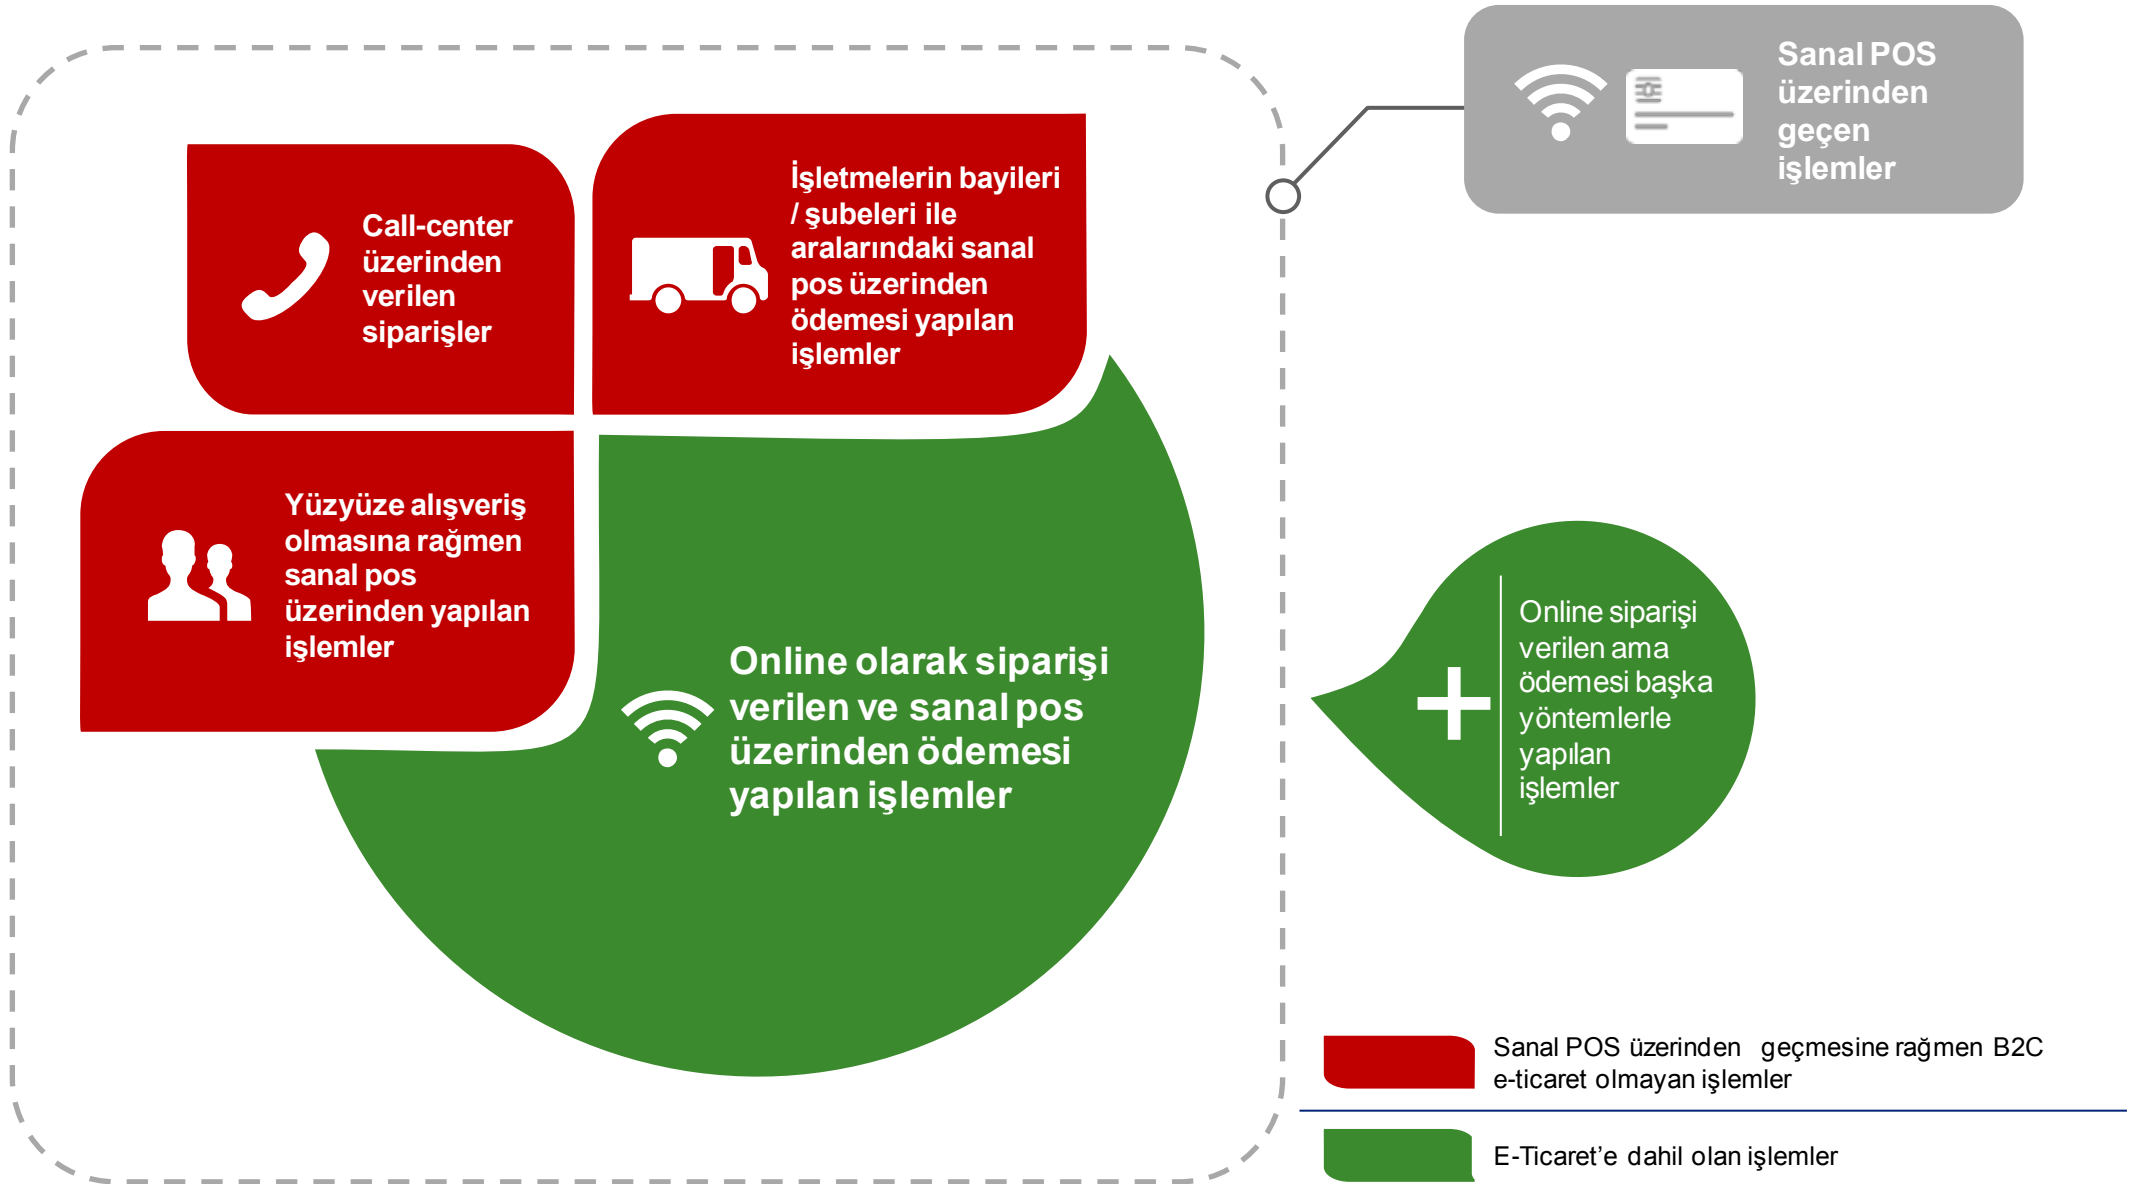 Sanal POS
üzerinden
geçen
işlemler
Call-center
üzerinden
verilen
siparişler
İşletmelerin bayileri
/ şubeleri ile
aralarındaki sanal
pos üzerinden
ödemesi yapılan
işlemler
Yüzyüze alışveriş
olmasına rağmen
sanal pos
üzerinden yapılan
işlemler
Online olarak siparişi
verilen ve sanal pos
üzerinden ödemesi
yapılan işlemler
Online siparişi
verilen ama
ödemesi başka
yöntemlerle
yapılan
işlemler
Sanal POS üzerinden geçmesine rağmen B2C
e-ticaret olmayan işlemler
E-Ticaret’e dahil olan işlemler